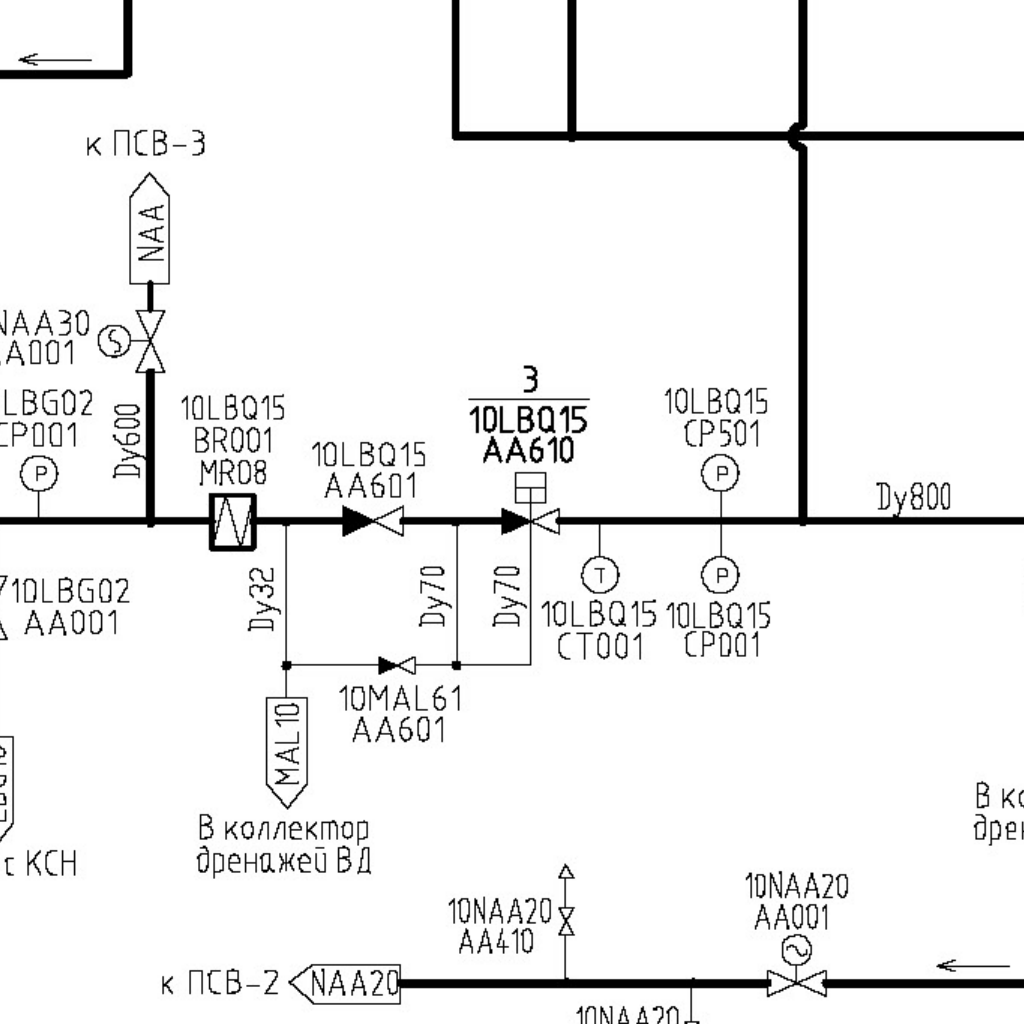 к ПСВ-3
NAA
NAA30
AA001
LBG02
CP001
P
Dy600
10LBQ15
BR001
MR08
10LBQ15
AA601
3
10LBQ15
AA610
10LBQ15
CP501
P
Dy800
10LBG02
AA001
Dy32
Dy70
Dy70
T
10LBQ15
CT001
P
10LBQ15
CP001
10MAL61
AA601
MAL10
В коллектор
дренажей ВД
с КСН
В ко
дрен
10NAA20
AA410
10NAA20
AA001
к ПСВ-2
NAA20
10NAA20